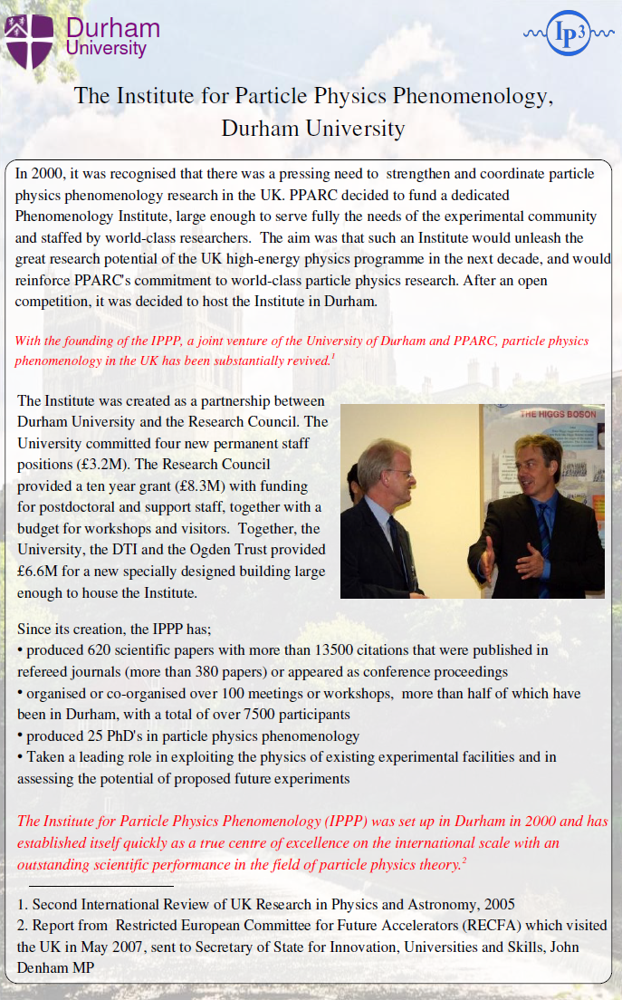 Durham
University
IP3
The Institute for Particle Physics Phenomenology,
Durham University
In 2000, it was recognised that there was a pressing need to  strengthen and coordinate particle
physics phenomenology research in the UK. PPARC decided to fund a dedicated
Phenomenology Institute, large enough to serve fully the needs of the experimental community
and staffed by world-class researchers.  The aim was that such an Institute would unleash the
great research potential of the UK high-energy physics programme in the next decade, and would
reinforce PPARC's commitment to world-class particle physics research. After an open
competition, it was decided to host the Institute in Durham.
With the founding of the IPPP, a joint venture of the University of Durham and PPARC, particle physics
phenomenology in the UK has been substantially revived.1
The Institute was created as a partnership between
Durham University and the Research Council. The
University committed four new permanent staff
positions (£3.2M). The Research Council
provided a ten year grant (£8.3M) with funding
for postdoctoral and support staff, together with a
budget for workshops and visitors.  Together, the
University, the DTI and the Ogden Trust provided
£6.6M for a new specially designed building large
enough to house the Institute.
THE HIGGS BOSON
Since its creation, the IPPP has;
• produced 620 scientific papers with more than 13500 citations that were published in
refereed journals (more than 380 papers) or appeared as conference proceedings
• organised or co-organised over 100 meetings or workshops,  more than half of which have
been in Durham, with a total of over 7500 participants
• produced 25 PhD's in particle physics phenomenology
• Taken a leading role in exploiting the physics of existing experimental facilities and in
assessing the potential of proposed future experiments
The Institute for Particle Physics Phenomenology (IPPP) was set up in Durham in 2000 and has
established itself quickly as a true centre of excellence on the international scale with an
outstanding scientific performance in the field of particle physics theory.2
1. Second International Review of UK Research in Physics and Astronomy, 2005
2. Report from  Restricted European Committee for Future Accelerators (RECFA) which visited
the UK in May 2007, sent to Secretary of State for Innovation, Universities and Skills, John
Denham MP